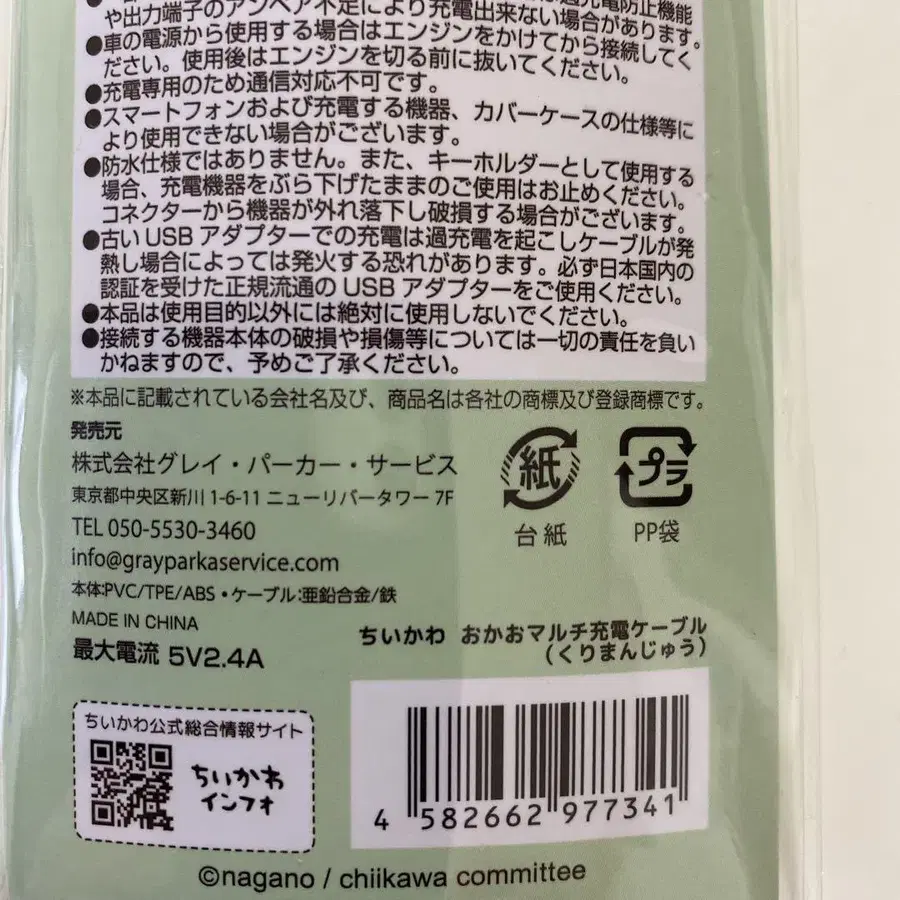 や出力端子のアンペア不足により充電出来ない場合があります。
●車の電源から使用する場合はエンジンをかけてから接続してく
ださい。使用後はエンジンを切る前に抜いてください。
●充電専用のため通信対応不可です。
●スマートフォンおよび充電する機器、カバーケースの仕様等に
より使用できない場合がございます。
●防水仕様ではありません。また、キーホルダーとして使用する
場合、充電機器をぶら下げたままのご使用はお止めください。
コネクターから機器が外れ落下し破損する場合がございます。
●古いUSBアダプターでの充電は過充電を起こしケーブルが発
熱し場合によっては発火する恐れがあります。必ず日本国内の
認証を受けた正規流通のUSBアダプターをご使用ください。
●本品は使用目的以外には絶対に使用しないでください。
●接続する機器本体の破損や損傷等については一切の責任を負い
かねますので、予めご了承ください。
※本品に記載されている会社名及び、商品名は各社の商標及び登録商標です。
発売元
株式会社グレイ・パーカー・サービス
東京都中央区新川1-6-11 ニューリバータワー 7F
TEL 050-5530-3460
info@grayparkaservice.com
本体:PVC/TPE/ABS・ケーブル:亜鉛合金/鉄
MADE IN CHINA
最大電流 5V2.4A
紙
台紙
プラ
PP袋
ちいかわ おかおマルチ充電ケーブル
(くりまんじゅう)
ちいかわ公式総合情報サイト
ちいかわ
インフォ
4 582662 977341
©nagano / chiikawa committee